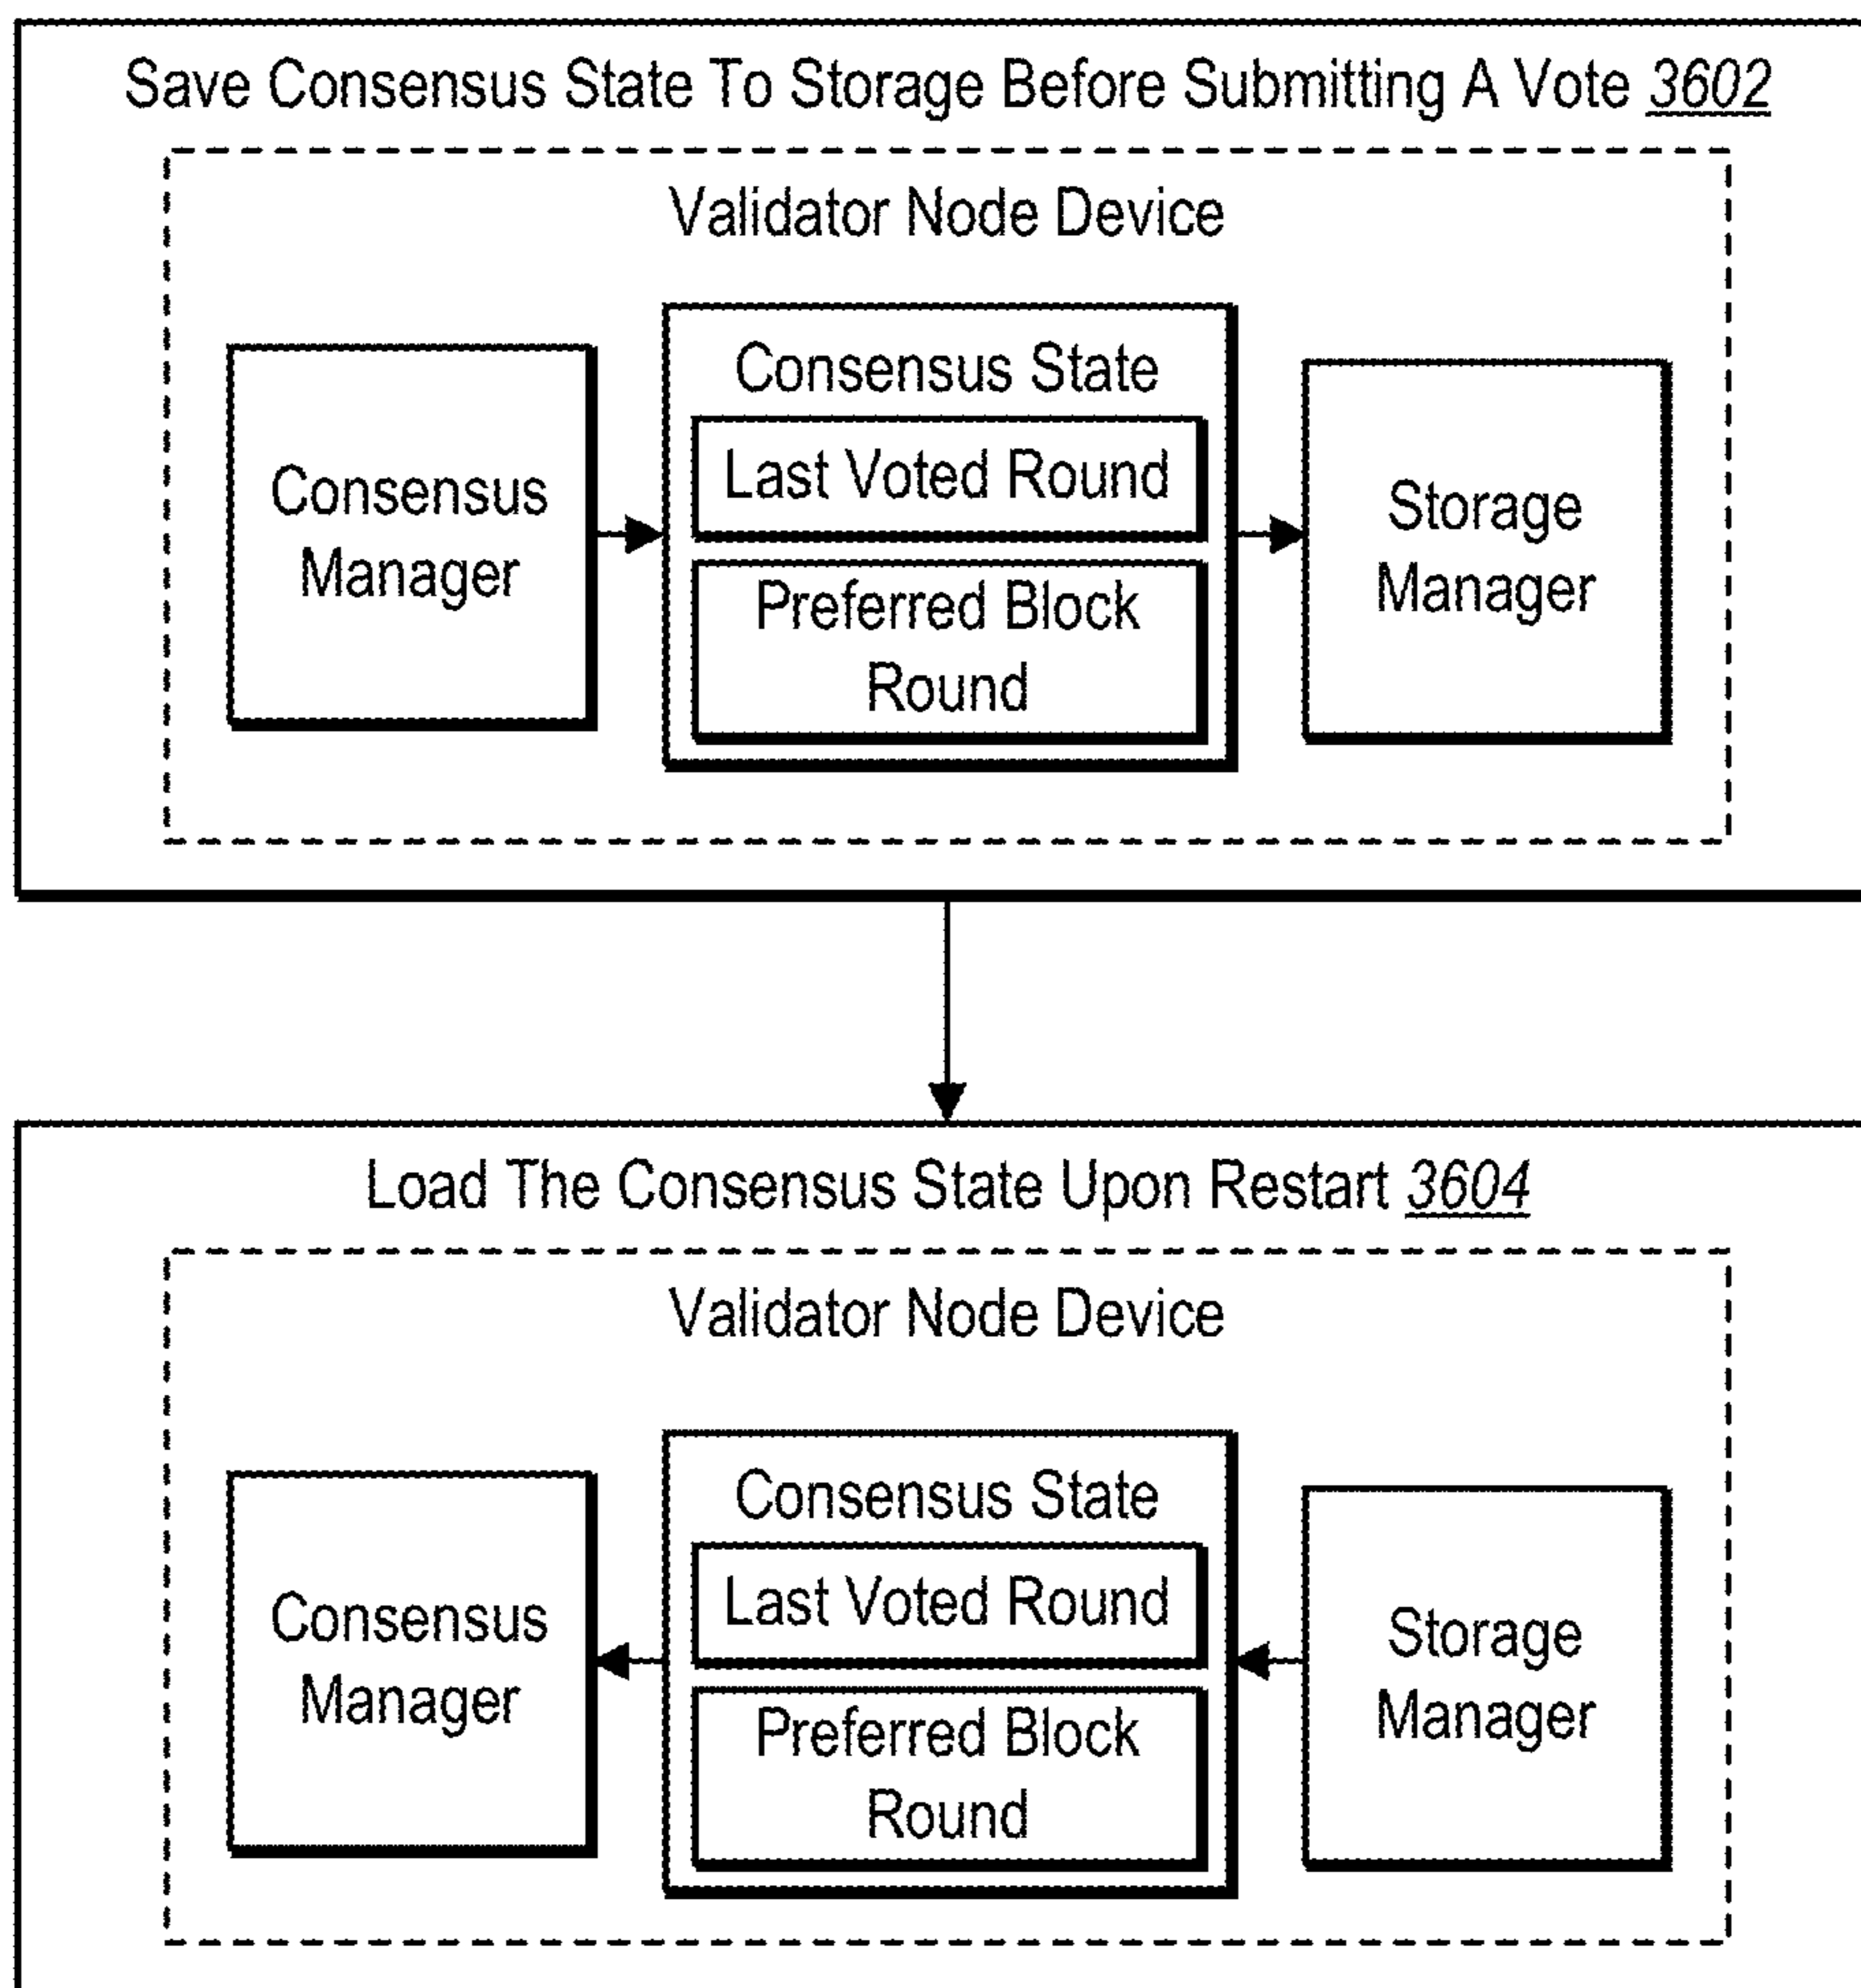 Save Consensus State To Storage Before Submitting A Vote 3602
Validator Node Device
Consensus
Manager
Consensus State
Last Voted Round
Preferred Block
Round
Storage
Manager
Load The Consensus State Upon Restart 3604
Validator Node Device
Consensus
Manager
Consensus State
Last Voted Round
Preferred Block
Round
Storage
Manager